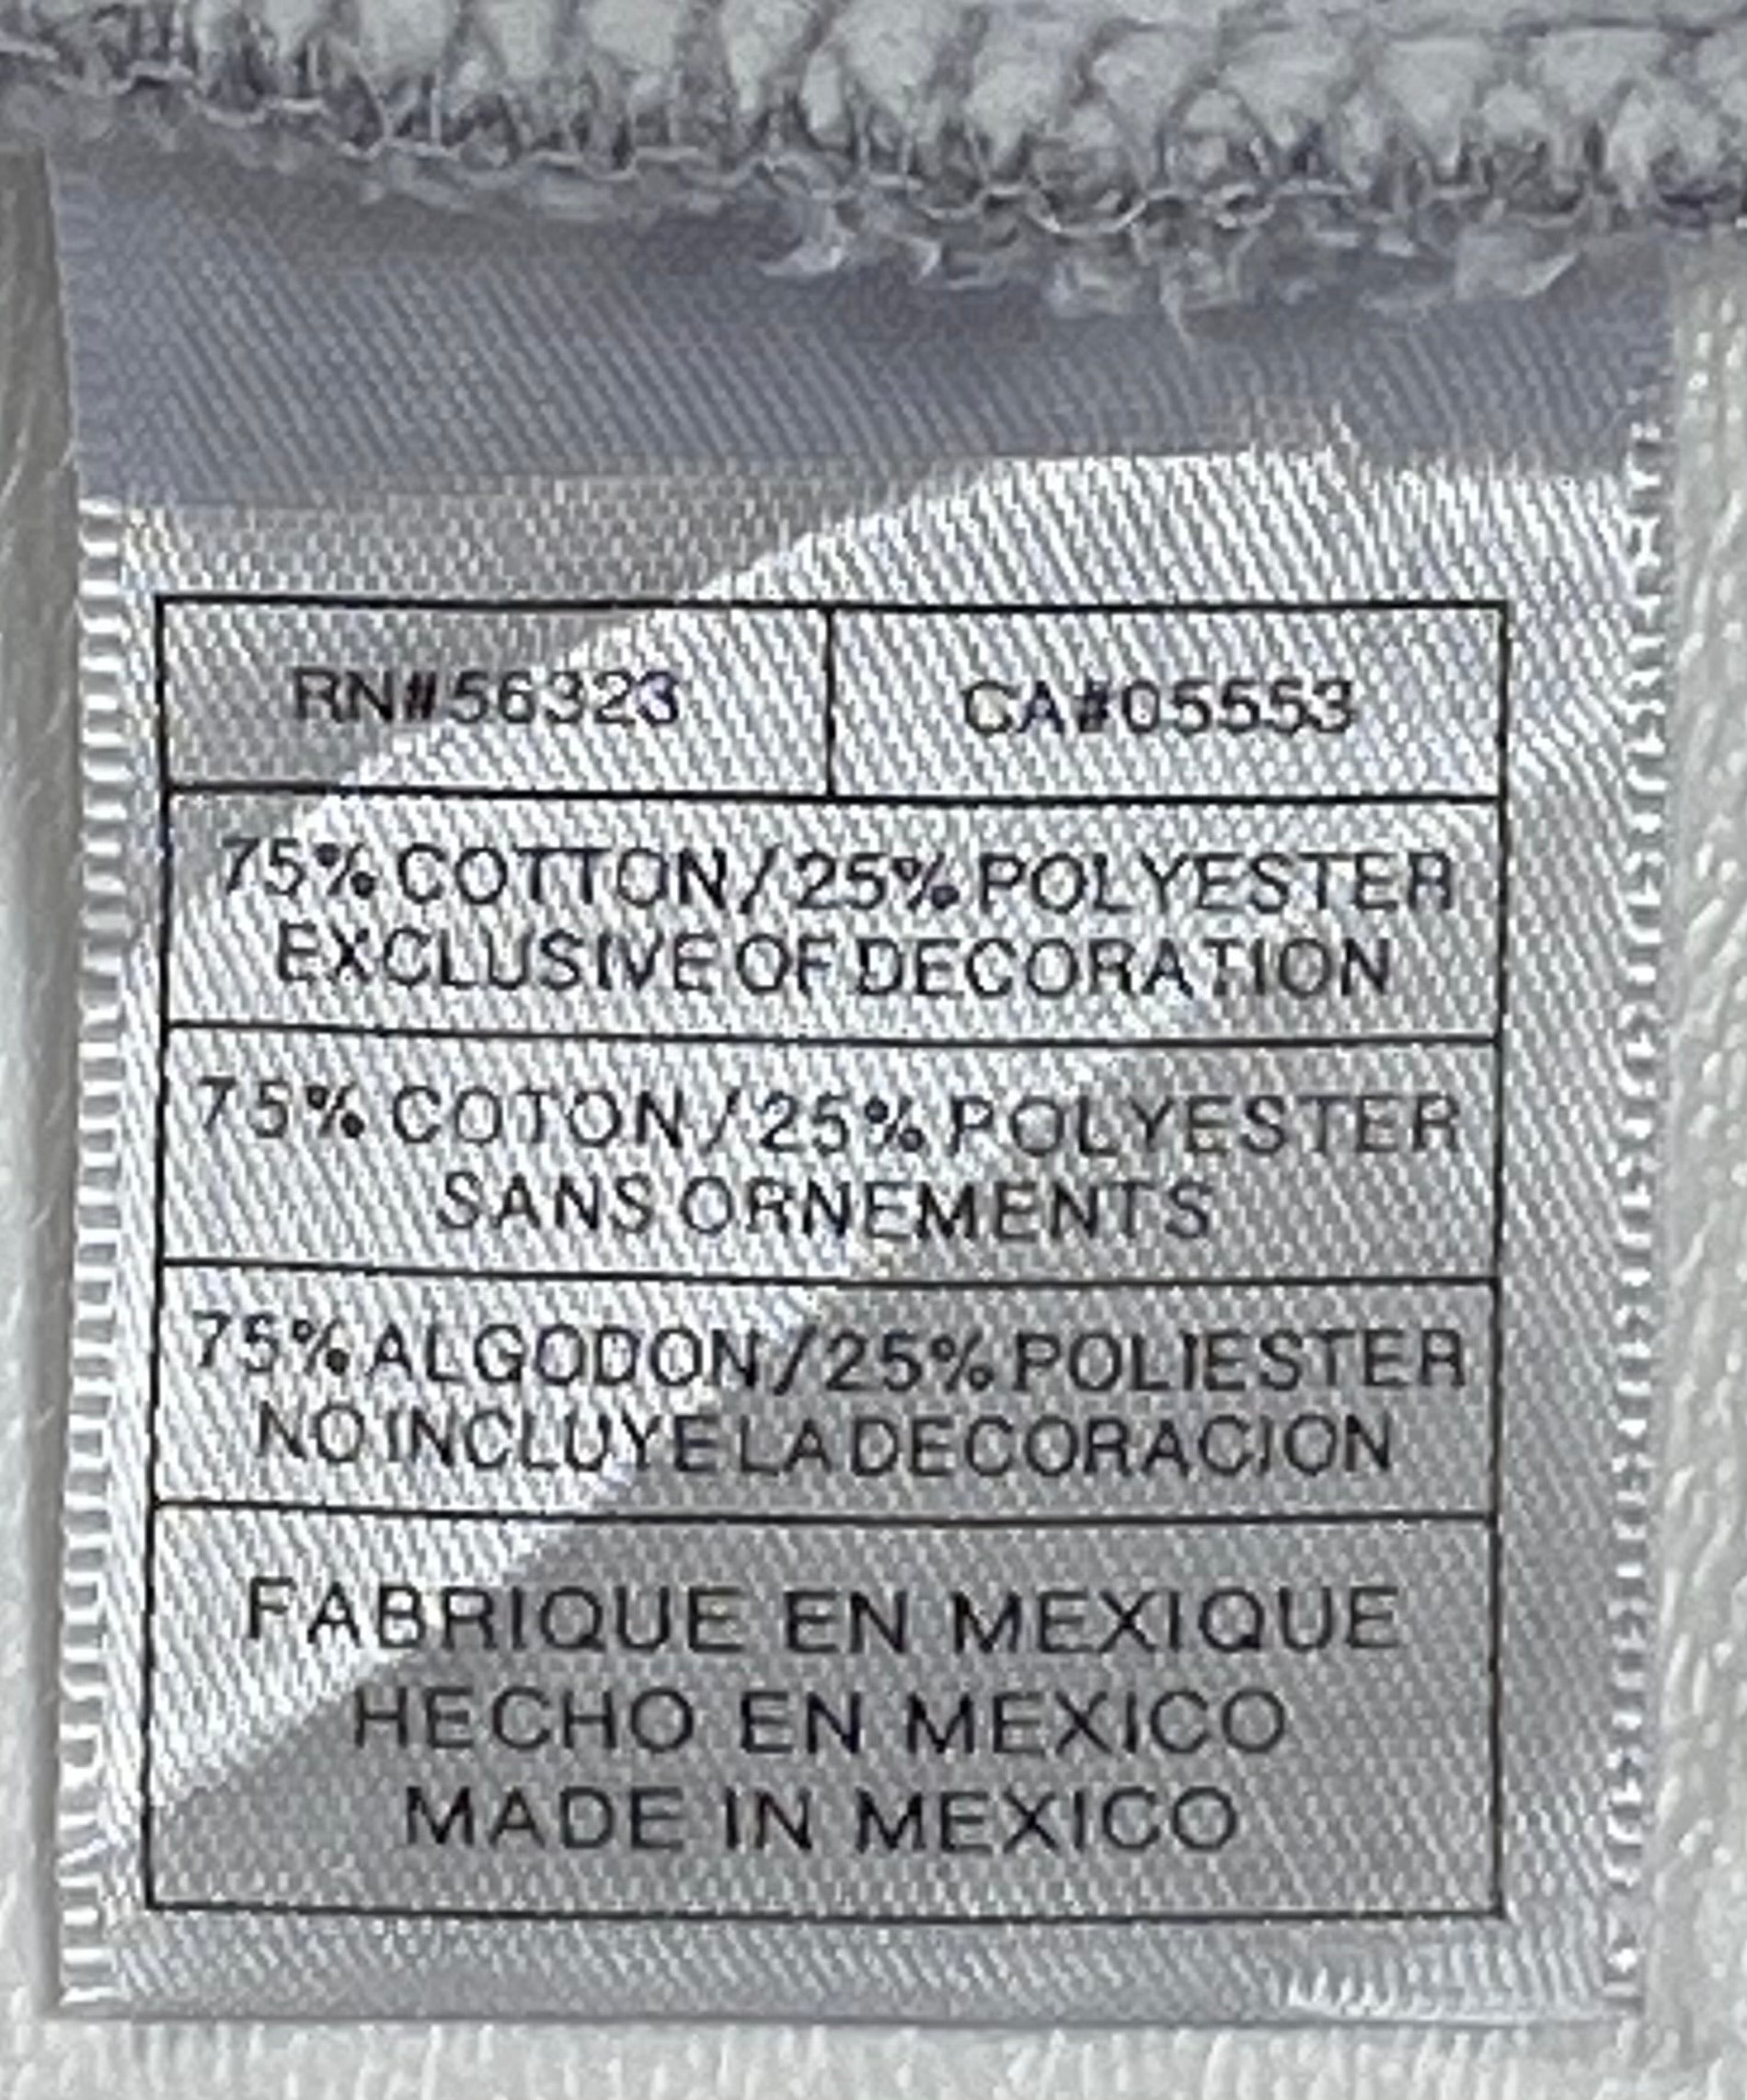 RN#56323 CA#05553
75% COTTON/25% POLYESTER
EXCLUSIVE OF DECORATION
75% COTON/25% POLYESTER
SANS ORNEMENTS
75% ALGODON/25% POLIESTER
NO INCLUYE LA DECORACION
FABRIQUE EN MEXIQUE
HECHO EN MEXICO
MADE IN MEXICO